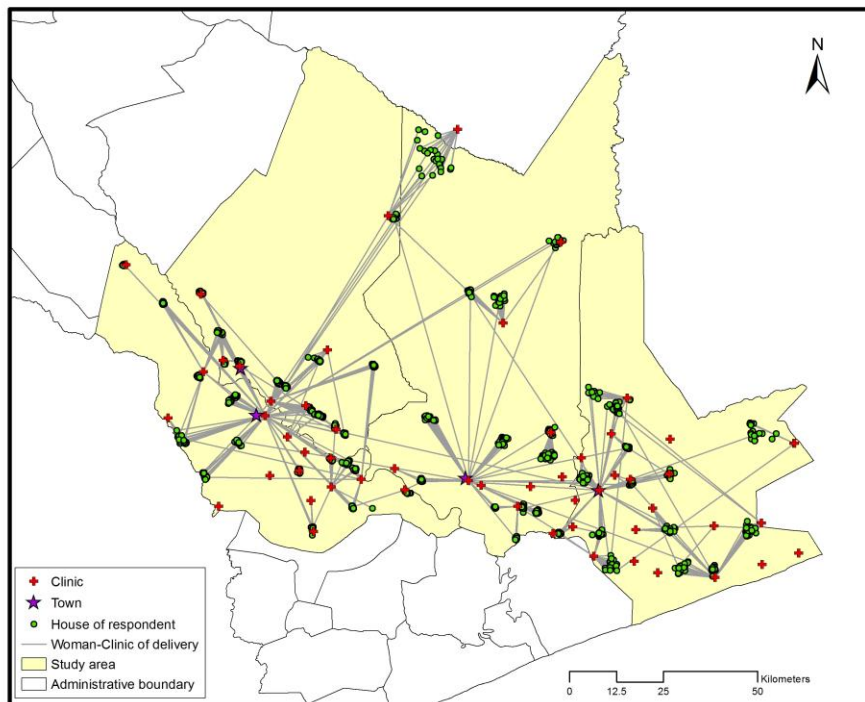 N
Clinic
Town
House of respondent
Woman-Clinic of delivery
Study area
Administrative boundary
Kilometers
0 12.5 25 50